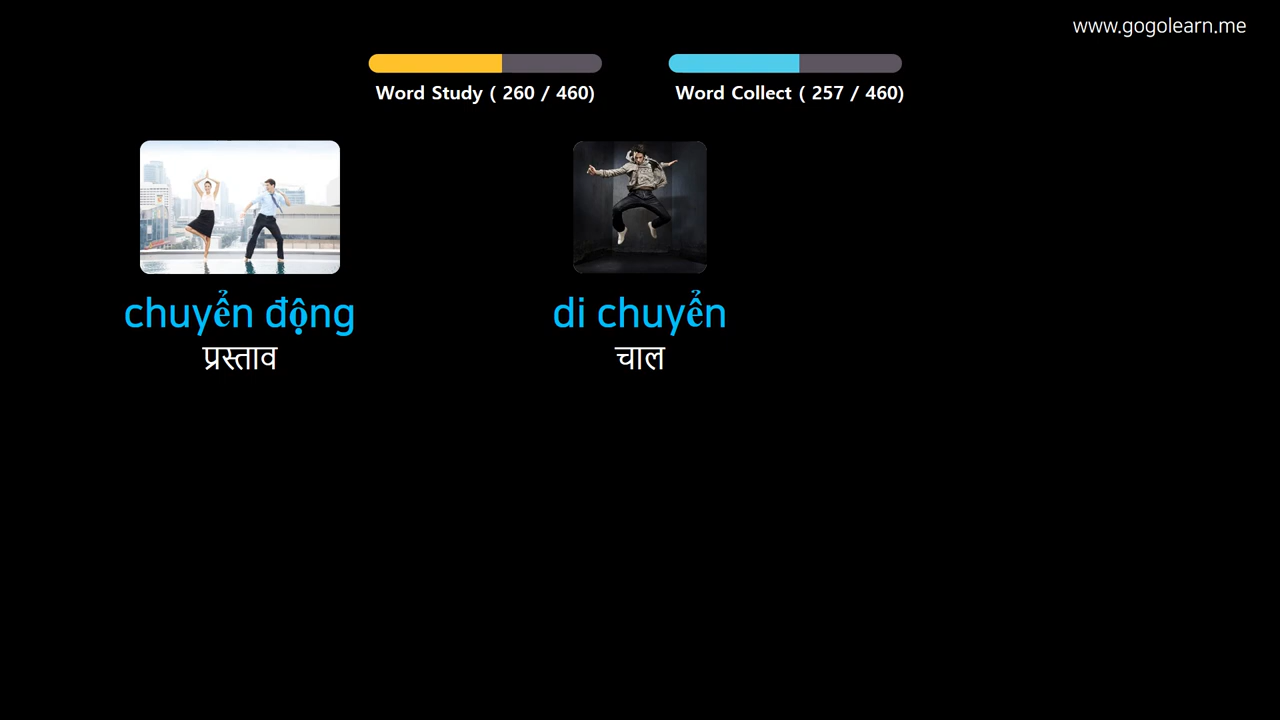 www.gogolearn.me
Word Study ( 260 / 460)
Word Collect ( 257 / 460)
chuyển động
प्रस्ताव
di chuyển
चाल